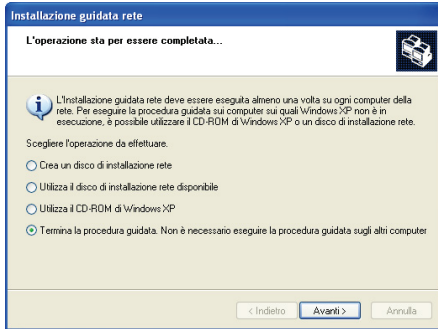 Installazione guidata rete
L'operazione sta per essere completata...
L'Installazione guidata rete deve essere eseguita almeno una volta su ogni computer della
rete. Per eseguire la procedura guidata sui computer sui quali Windows XP non è in
esecuzione, è possibile utilizzare il CD-ROM di Windows XP o un disco di installazione rete.
Scegliere l'operazione da effettuare.
Crea un disco di installazione rete
Utilizza il disco di installazione rete disponibile
Utilizza il CD-ROM di Windows XP
Termina la procedura guidata. Non è necessario eseguire la procedura guidata sugli altri computer
< Indietro Avanti > Annulla